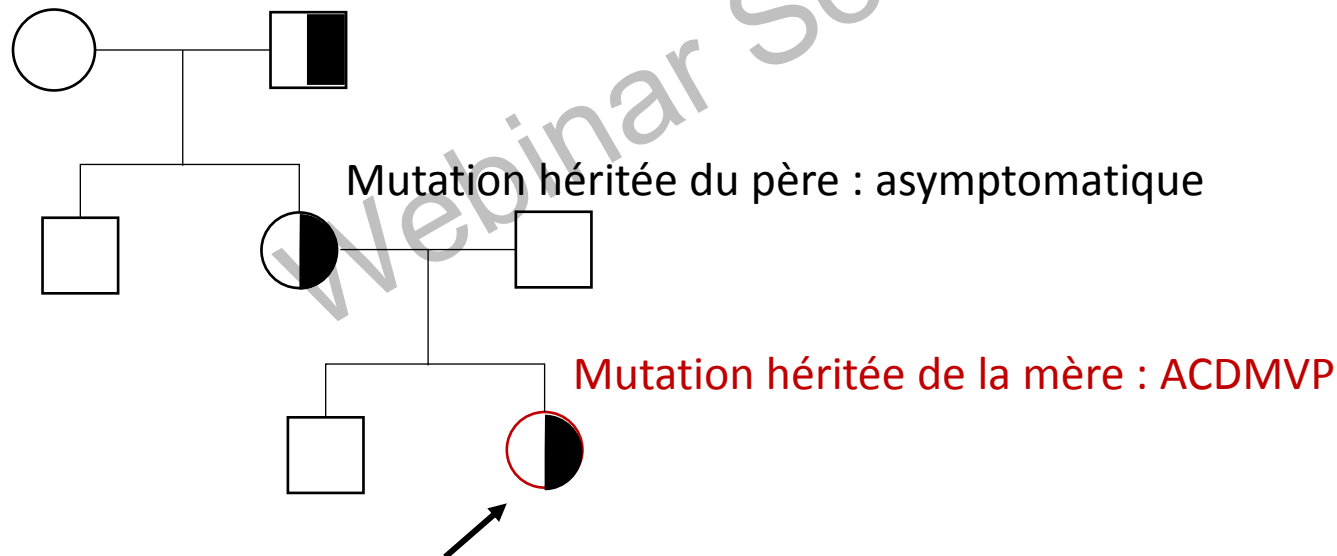 Webinar
Mutation héritée du père : asymptomatique
Mutation héritée de la mère : ACDMVP